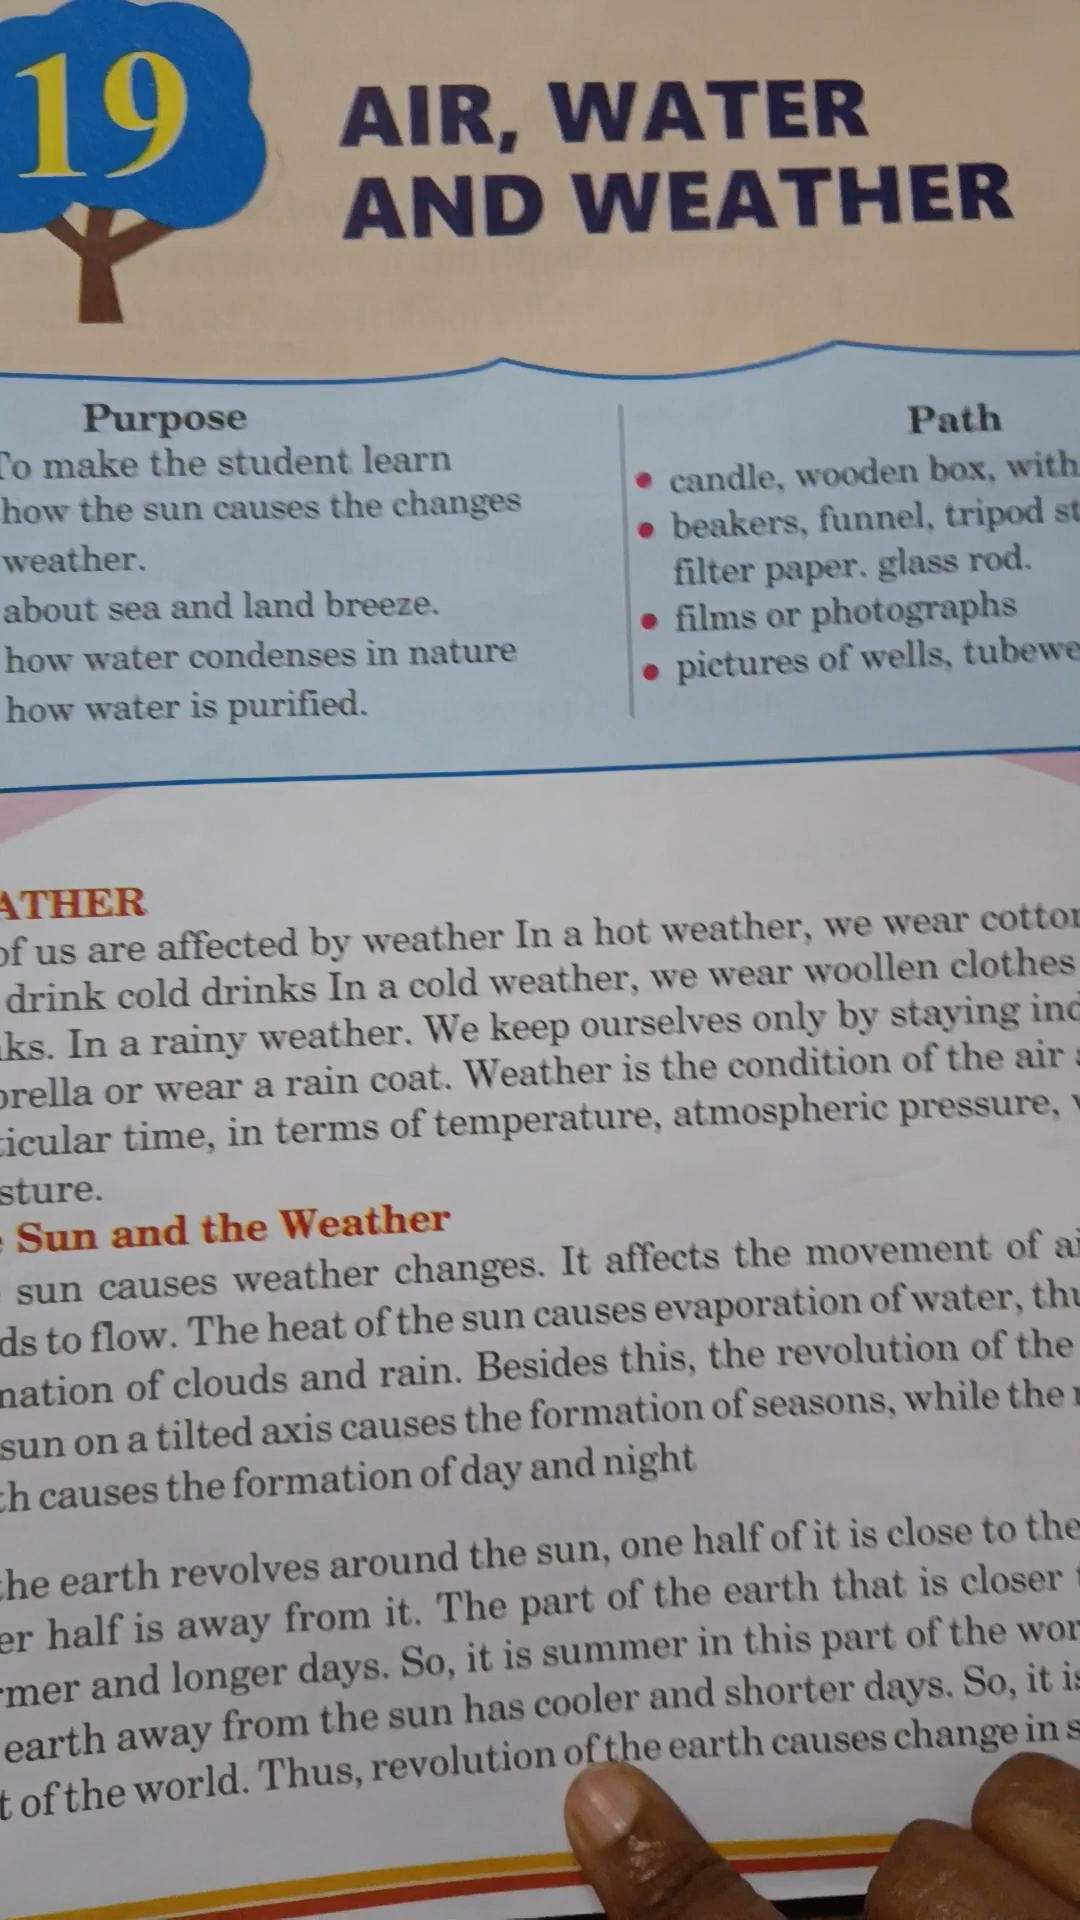 19
AIR, WATER
AND WEATHER
Purpose
To make the student learn
how the sun causes the changes
weather.
about sea and land breeze.
how water condenses in nature
how water is purified.
Path
• candle, wooden box, with
• beakers, funnel, tripod st
filter paper. glass rod.
• films or photographs
• pictures of wells, tubewe
ATHER
of us are affected by weather In a hot weather, we wear cotton
drink cold drinks In a cold weather, we wear woollen clothes
ks. In a rainy weather. We keep ourselves only by staying ind
brella or wear a rain coat. Weather is the condition of the air
ticular time, in terms of temperature, atmospheric pressure,
sture.
Sun and the Weather
sun causes weather changes. It affects the movement of ai
ds to flow. The heat of the sun causes evaporation of water, thu
mation of clouds and rain. Besides this, the revolution of the
sun on a tilted axis causes the formation of seasons, while the
th causes the formation of day and night
the earth revolves around the sun, one half of it is close to the
er half is away from it. The part of the earth that is closer
rmer and longer days. So, it is summer in this part of the wor
earth away from the sun has cooler and shorter days. So, it is
t of the world. Thus, revolution of the earth causes change in s